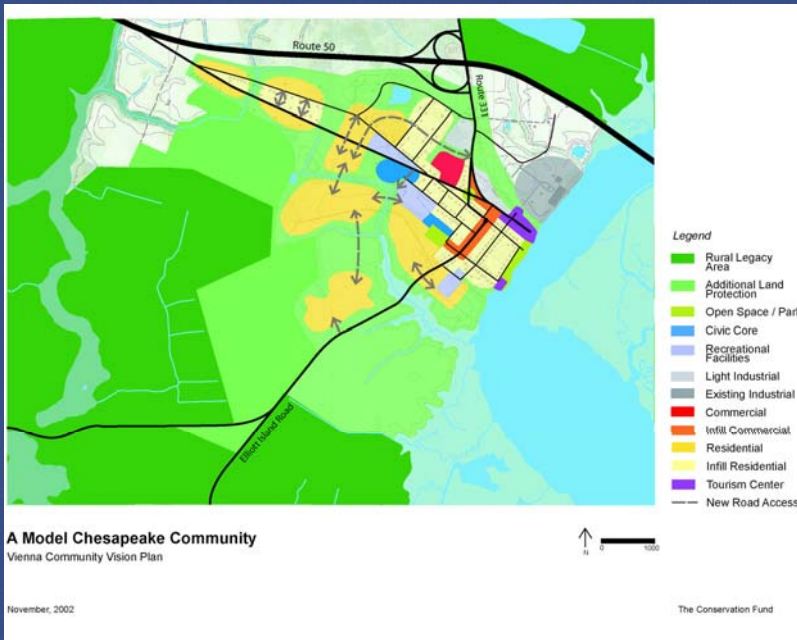 Route 50
Route 331
Elliott Island Road
Legend
Rural Legacy
Area
Additional Land
Protection
Open Space / Park
Civic Core
Recreational
Facilities
Light Industrial
Existing Industrial
Commercial
Infill Commercial
Residential
Infill Residential
Tourism Center
New Road Access
A Model Chesapeake Community
Vienna Community Vision Plan
N
0 1000
November, 2002
The Conservation Fund